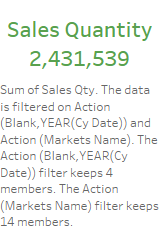 Sales Quantity
2,431,539
Sum of Sales Qty. The data
is filtered on Action
(Blank,YEAR(Cy Date)) and
Action (Markets Name). The
Action (Blank,YEAR(Cy
Date)) filter keeps 4
members. The Action
(Markets Name) filter keeps
14 members.